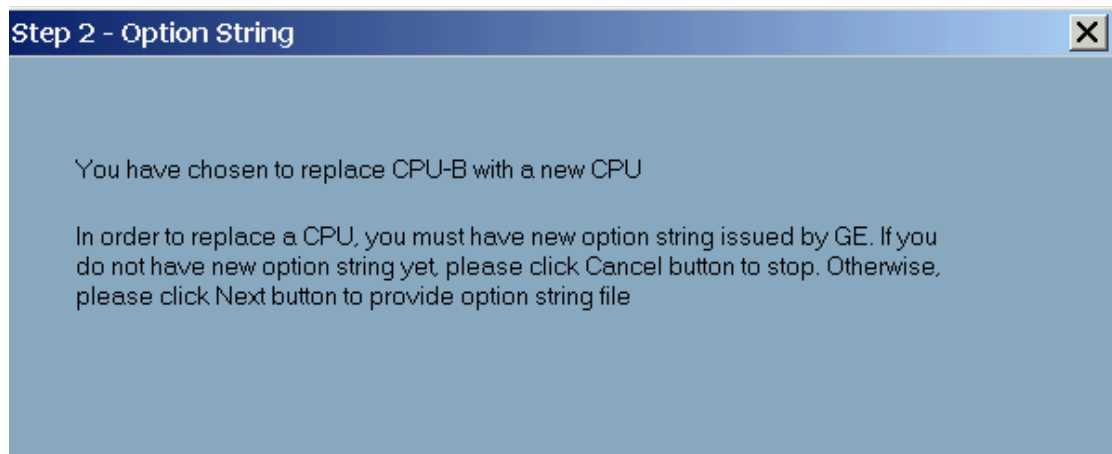 Step 2 - Option String
You have chosen to replace CPU-B with a new CPU
In order to replace a CPU, you must have new option string issued by GE. If you
do not have new option string yet, please click Cancel button to stop. Otherwise,
please click Next button to provide option string file